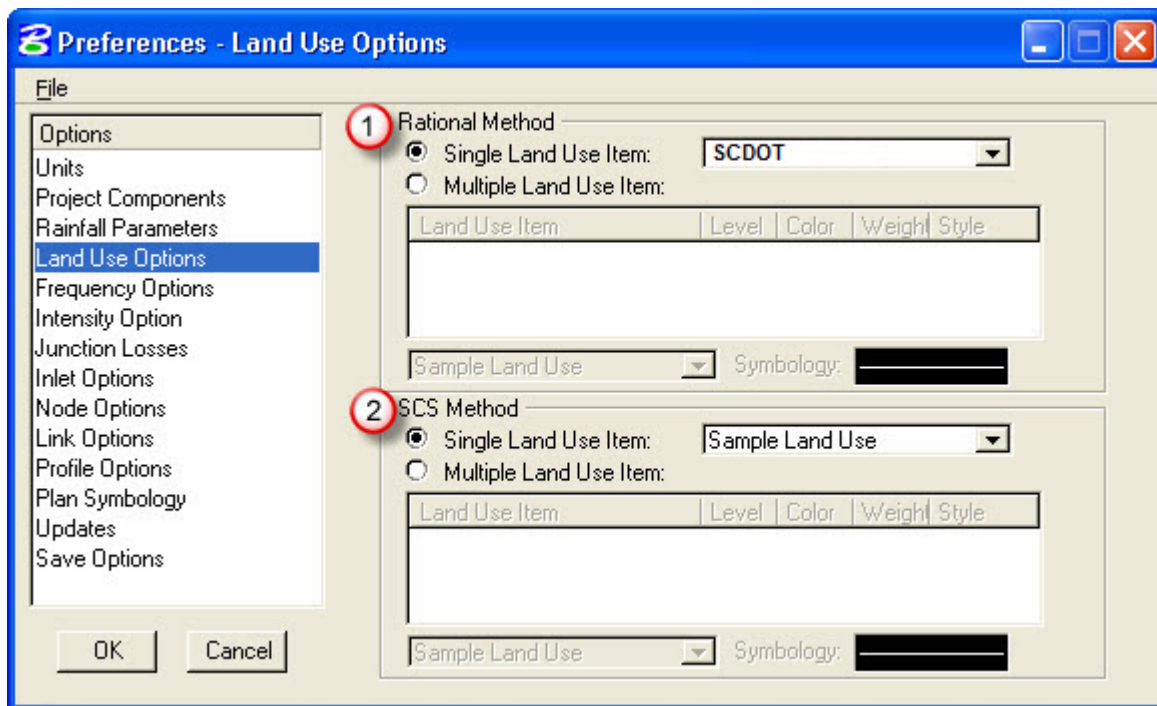 Preferences - Land Use Options
File
Options
Units
Project Components
Rainfall Parameters
Land Use Options
Frequency Options
Intensity Option
Junction Losses
Inlet Options
Node Options
Link Options
Profile Options
Plan Symbology
Updates
Save Options
OK Cancel
1 Rational Method
Single Land Use Item: SCDOT
Multiple Land Use Item:
Land Use Item Level Color Weight Style
Sample Land Use Symbology:
2 SCS Method
Single Land Use Item: Sample Land Use
Multiple Land Use Item:
Land Use Item Level Color Weight Style
Sample Land Use Symbology: